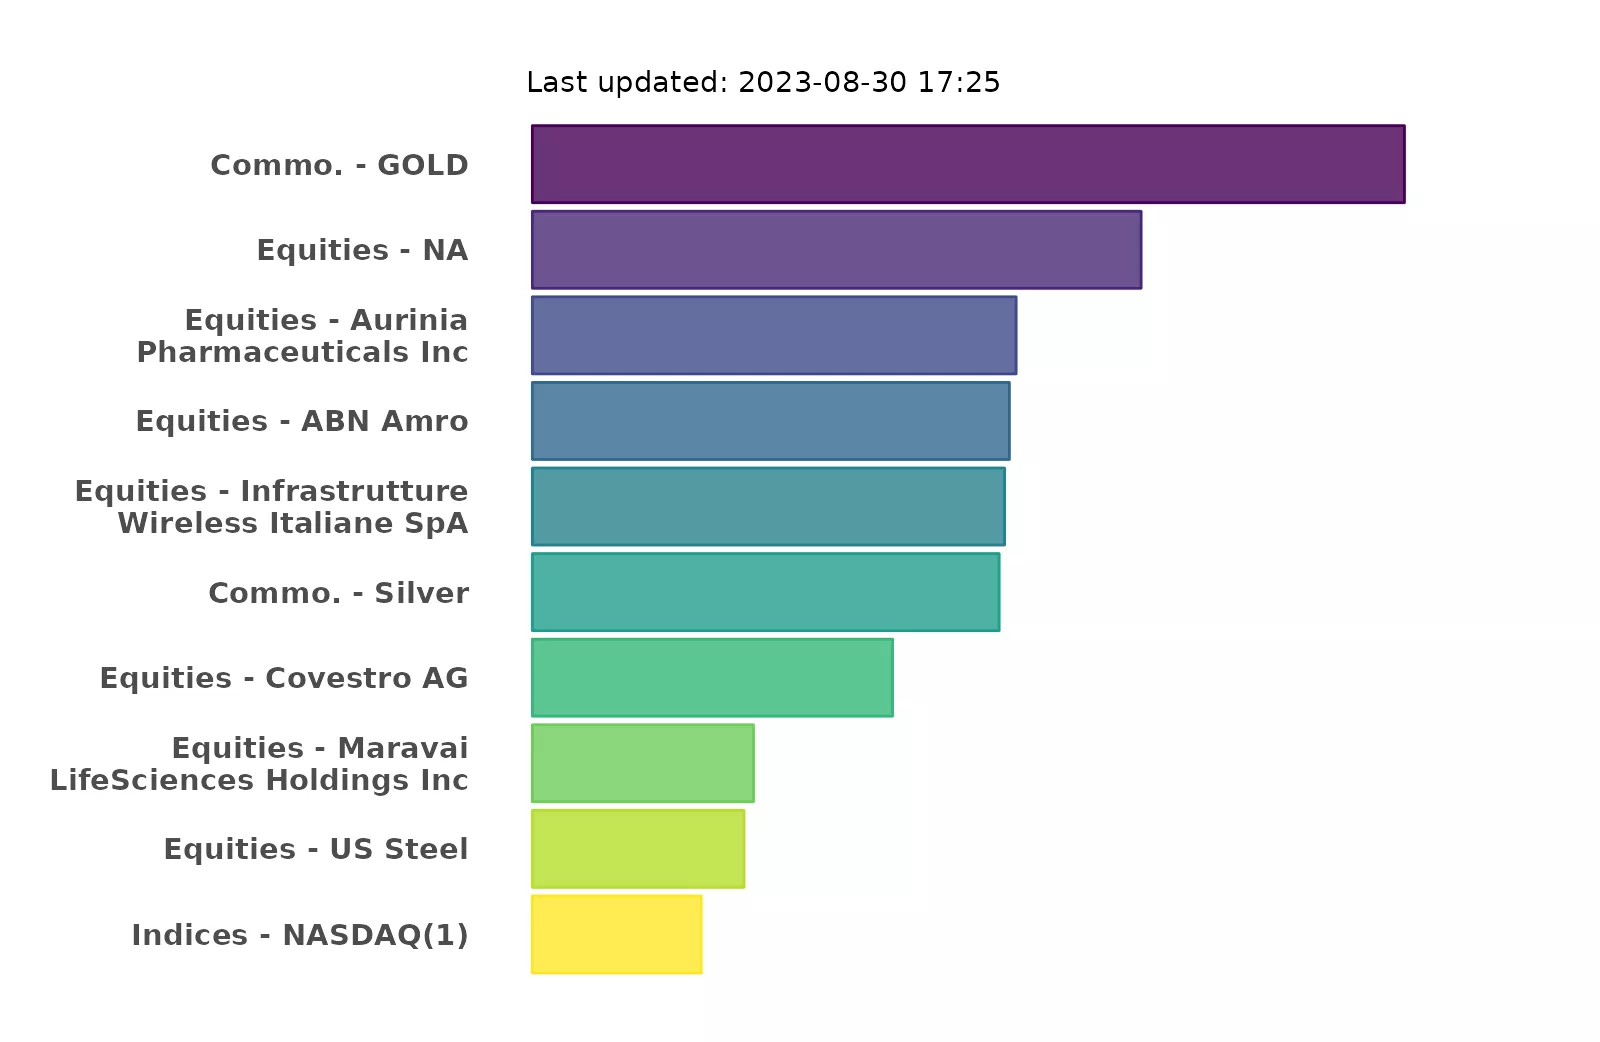 Last updated: 2023-08-30 17:25
Commo. - GOLD
Equities - NA
Equities - Aurinia
Pharmaceuticals Inc
Equities - ABN Amro
Equities - Infrastrutture
Wireless Italiane SpA
Commo. - Silver
Equities - Covestro AG
Equities - Maravai
LifeSciences Holdings Inc
Equities - US Steel
Indices - NASDAQ(1)